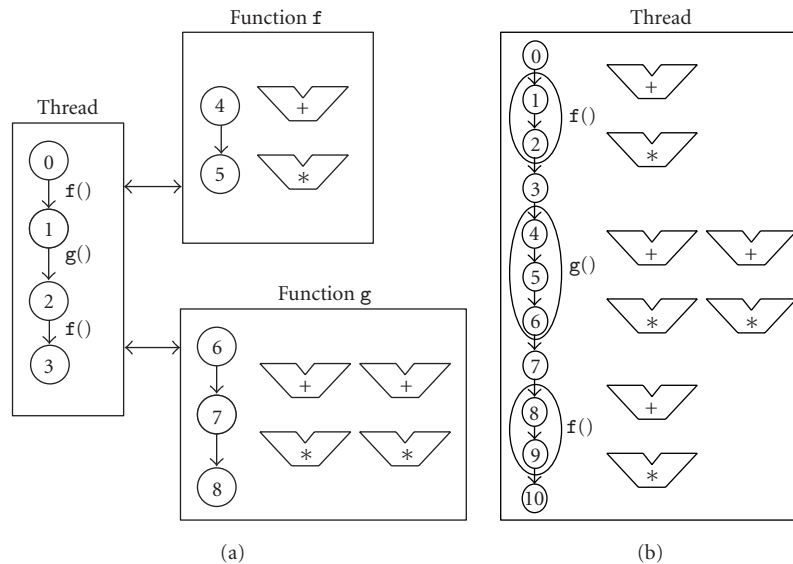 Function f
4
+
5
*
Thread
0
f()
1
g()
2
f()
3
Function g
6
+ +
7
* *
8
(a)
Thread
0
1
+
f()
2
*
3
4
+ +
g()
5
6
* *
7
8
+
f()
9
*
10
(b)